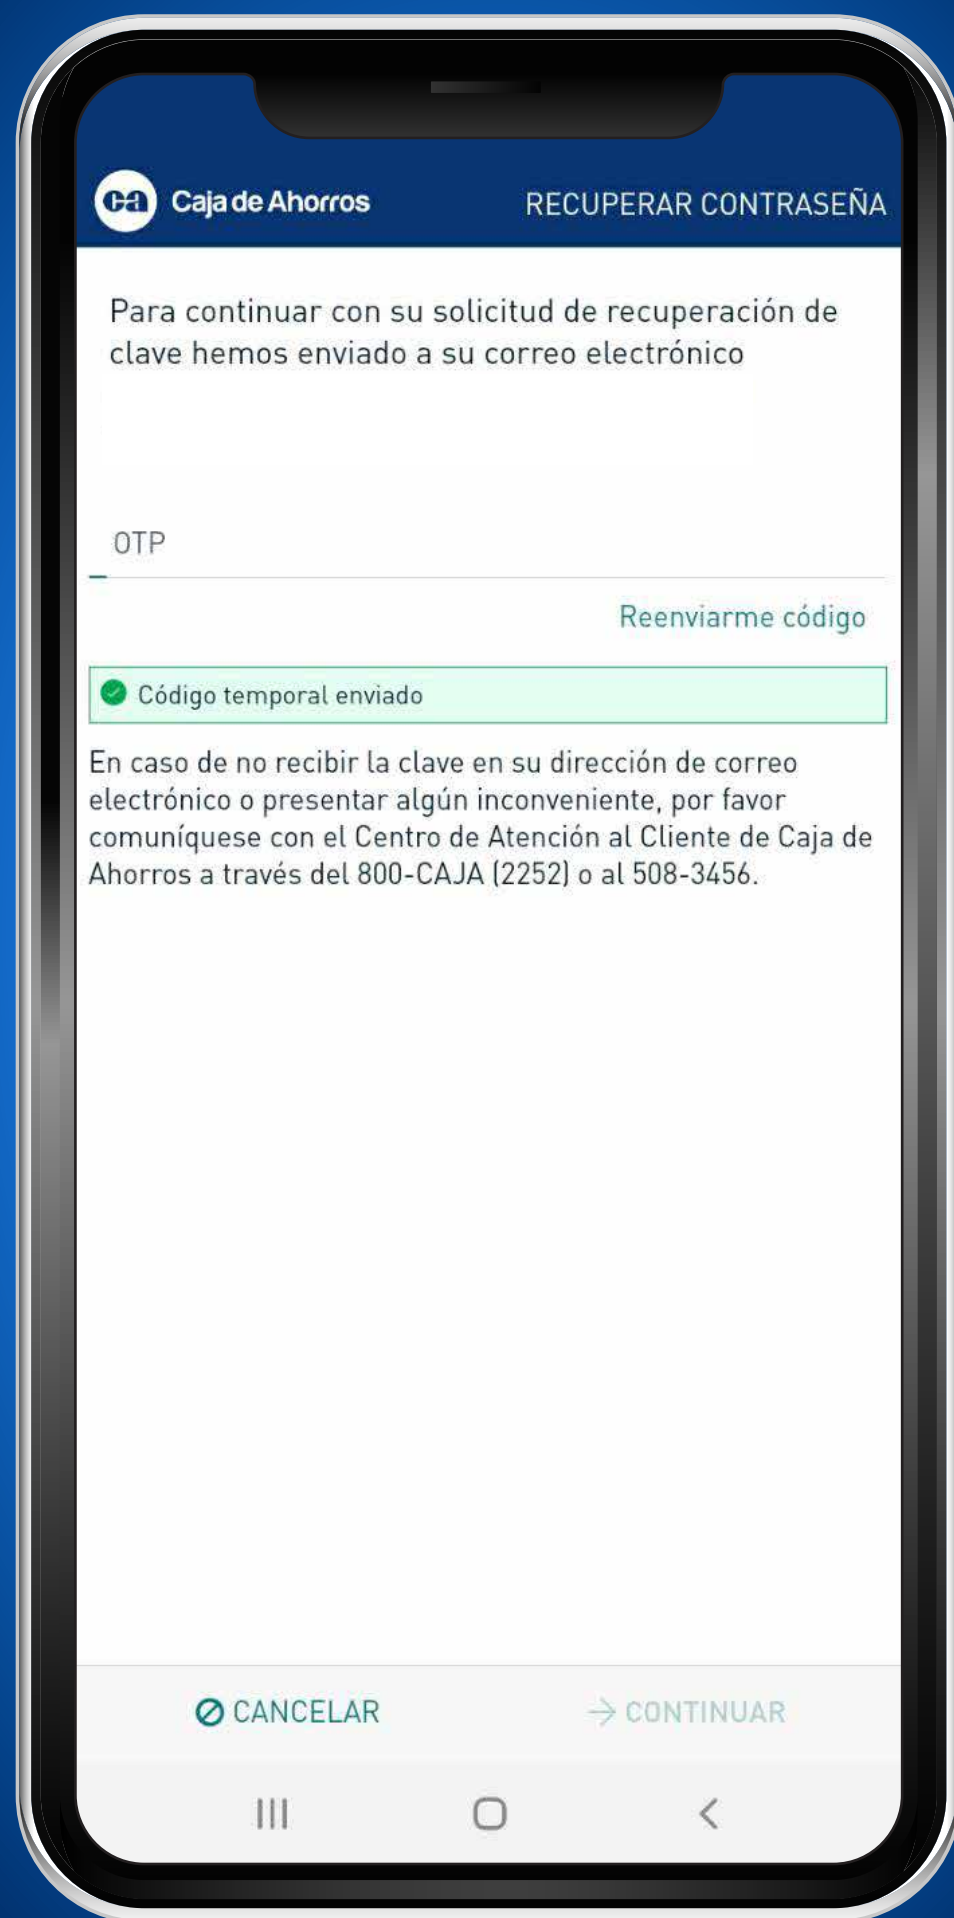 ca Caja de Ahorros
RECUPERAR CONTRASEÑA
Para continuar con su solicitud de recuperación de
clave hemos enviado a su correo electrónico
OTP
Reenviarme código
Código temporal enviado
En caso de no recibir la clave en su dirección de correo
electrónico o presentar algún inconveniente, por favor
comuníquese con el Centro de Atención al Cliente de Caja de
Ahorros a través del 800-CAJA (2252) o al 508-3456.
CANCELAR
CONTINUAR